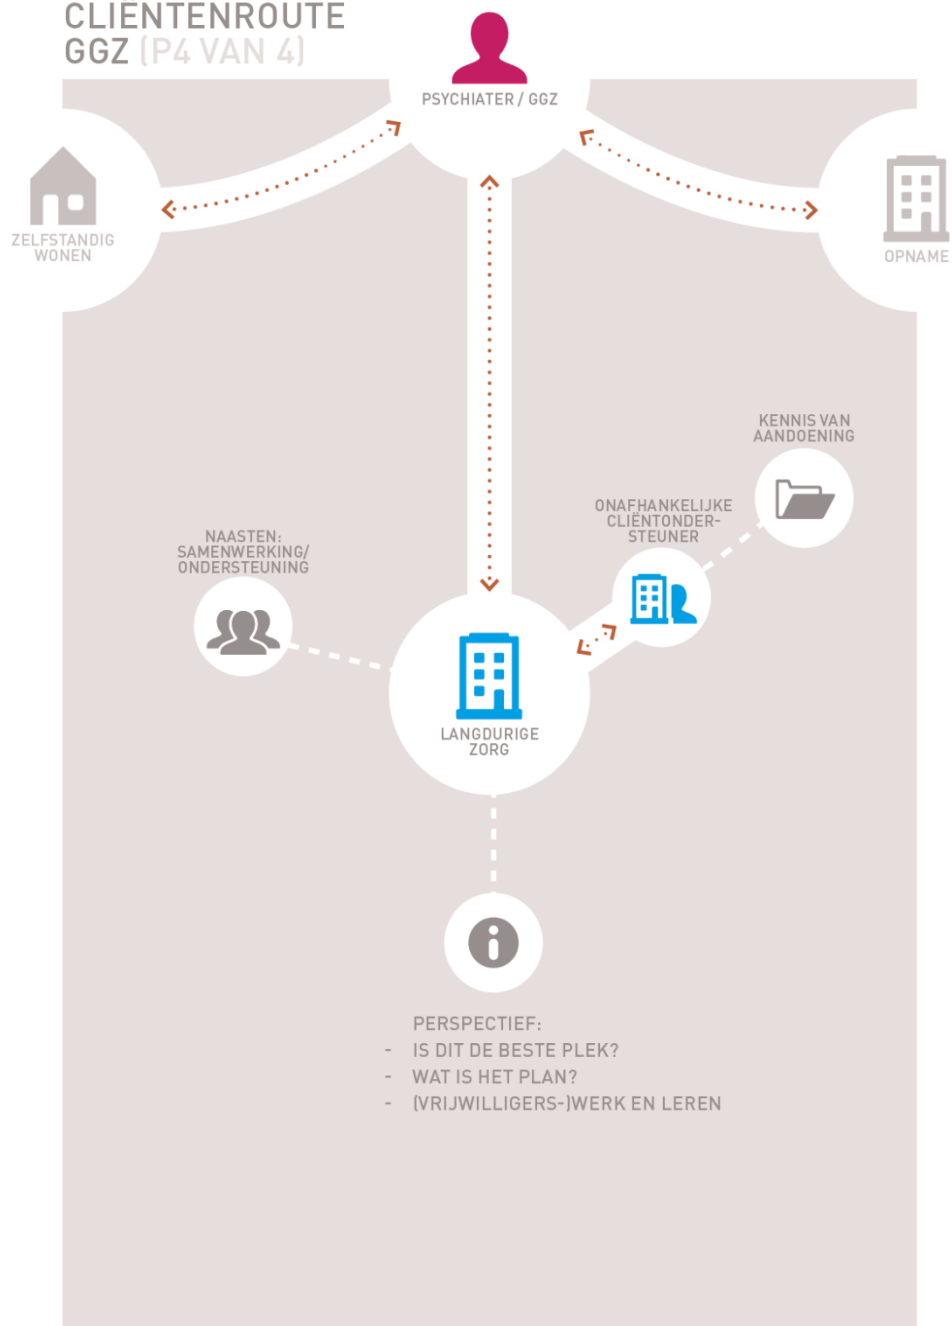 CLIËNTENROUTE
GGZ (P4 VAN 4)
PSYCHIATER / GGZ
ZELFSTANDIG
WONEN
OPNAME
KENNIS VAN
AANDOENING
ONAFHANKELIJKE
CLIËNTONDER-
STEUNER
NAASTEN:
SAMENWERKING/
ONDERSTEUNING
LANGDURIGE
ZORG
PERSPECTIEF:
- IS DIT DE BESTE PLEK?
- WAT IS HET PLAN?
- (VRIJWILLIGERS-)WERK EN LEREN